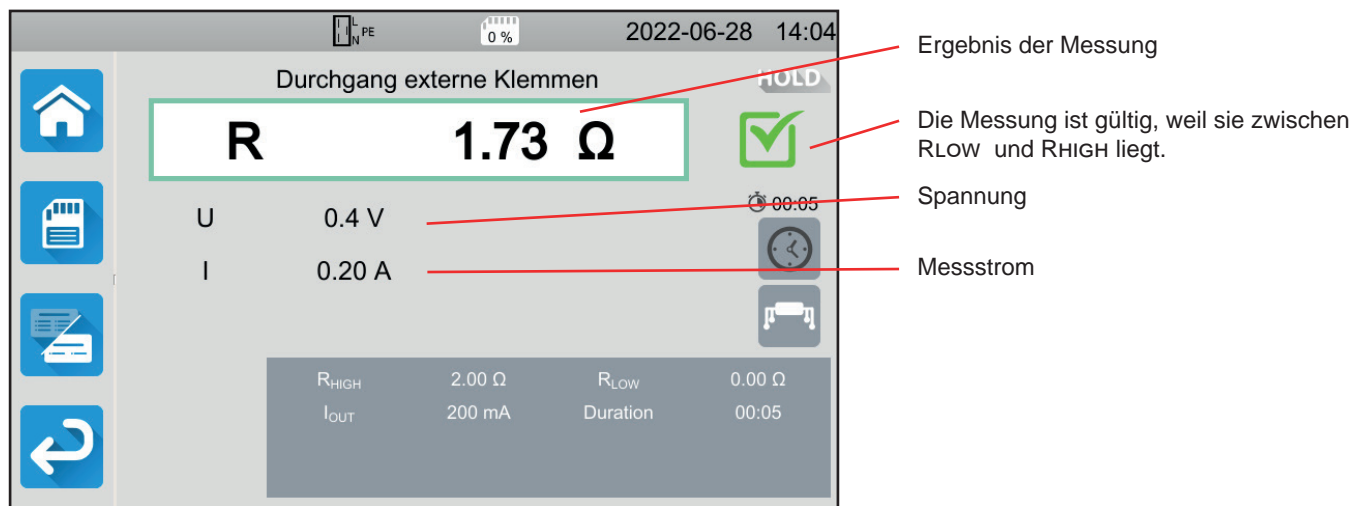 L
N PE
0 %
2022-06-28 14:04
Durchgang externe Klemmen
HOLD
R 1.73 Ω
00:05
U 0.4 V
I 0.20 A
RHIGH 2.00 Ω RLOW 0.00 Ω
IOUT 200 mA Duration 00:05
Ergebnis der Messung
Die Messung ist gültig, weil sie zwischen
RLOW und RHIGH liegt.
Spannung
Messstrom